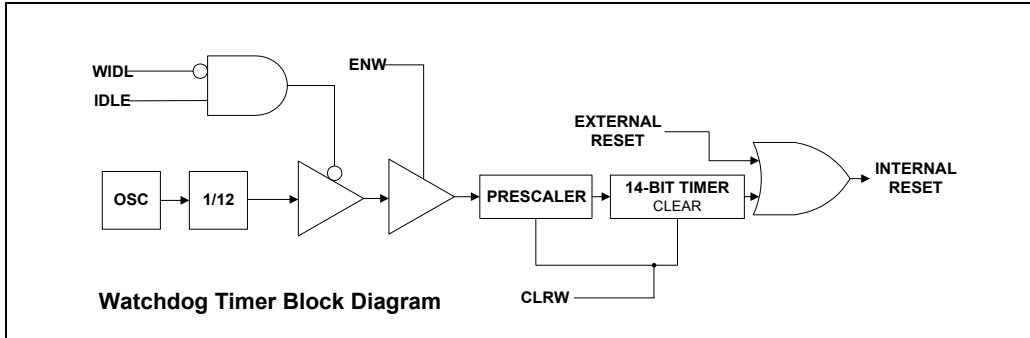 WIDL
IDLE
ENW
EXTERNAL
RESET
INTERNAL
RESET
OSC
1/12
PRESCALER
14-BIT TIMER
CLEAR
CLRW
Watchdog Timer Block Diagram